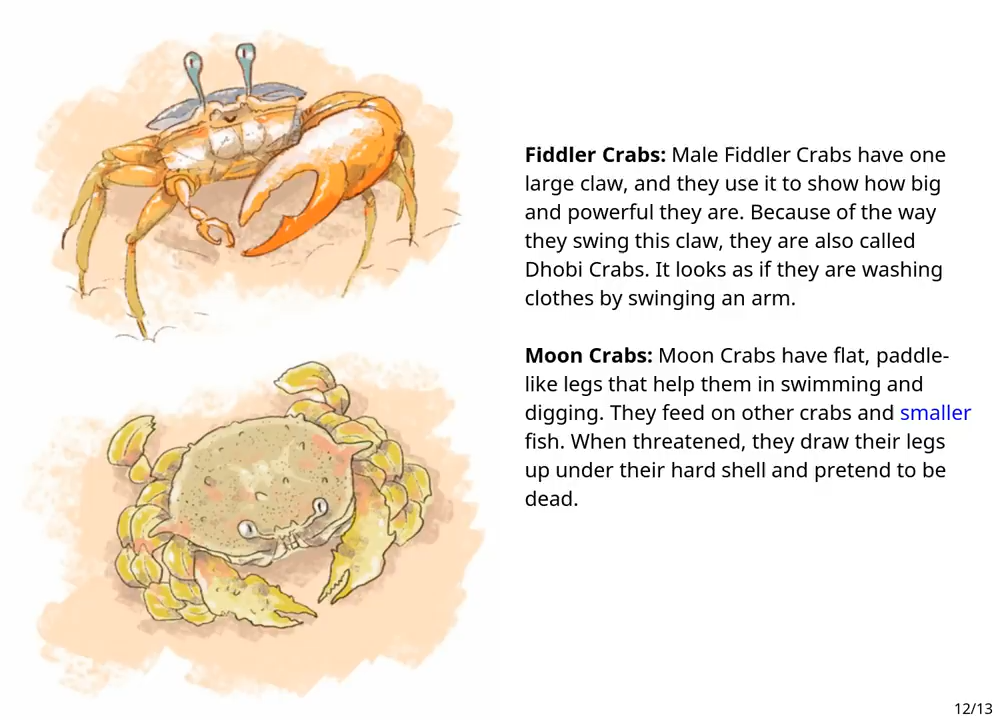 Fiddler Crabs: Male Fiddler Crabs have one
large claw, and they use it to show how big
and powerful they are. Because of the way
they swing this claw, they are also called
Dhobi Crabs. It looks as if they are washing
clothes by swinging an arm.
Moon Crabs: Moon Crabs have flat, paddle-
like legs that help them in swimming and
digging. They feed on other crabs and smaller
fish. When threatened, they draw their legs
up under their hard shell and pretend to be
dead.
12/13